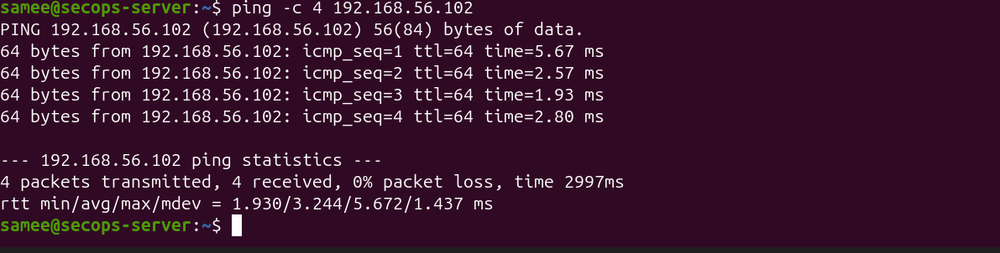 samee@secops-server:~$ ping -c 4 192.168.56.102
PING 192.168.56.102 (192.168.56.102) 56(84) bytes of data.
64 bytes from 192.168.56.102: icmp_seq=1 ttl=64 time=5.67 ms
64 bytes from 192.168.56.102: icmp_seq=2 ttl=64 time=2.57 ms
64 bytes from 192.168.56.102: icmp_seq=3 ttl=64 time=1.93 ms
64 bytes from 192.168.56.102: icmp_seq=4 ttl=64 time=2.80 ms
--- 192.168.56.102 ping statistics ---
4 packets transmitted, 4 received, 0% packet loss, time 2997ms
rtt min/avg/max/mdev = 1.930/3.244/5.672/1.437 ms
samee@secops-server:~$